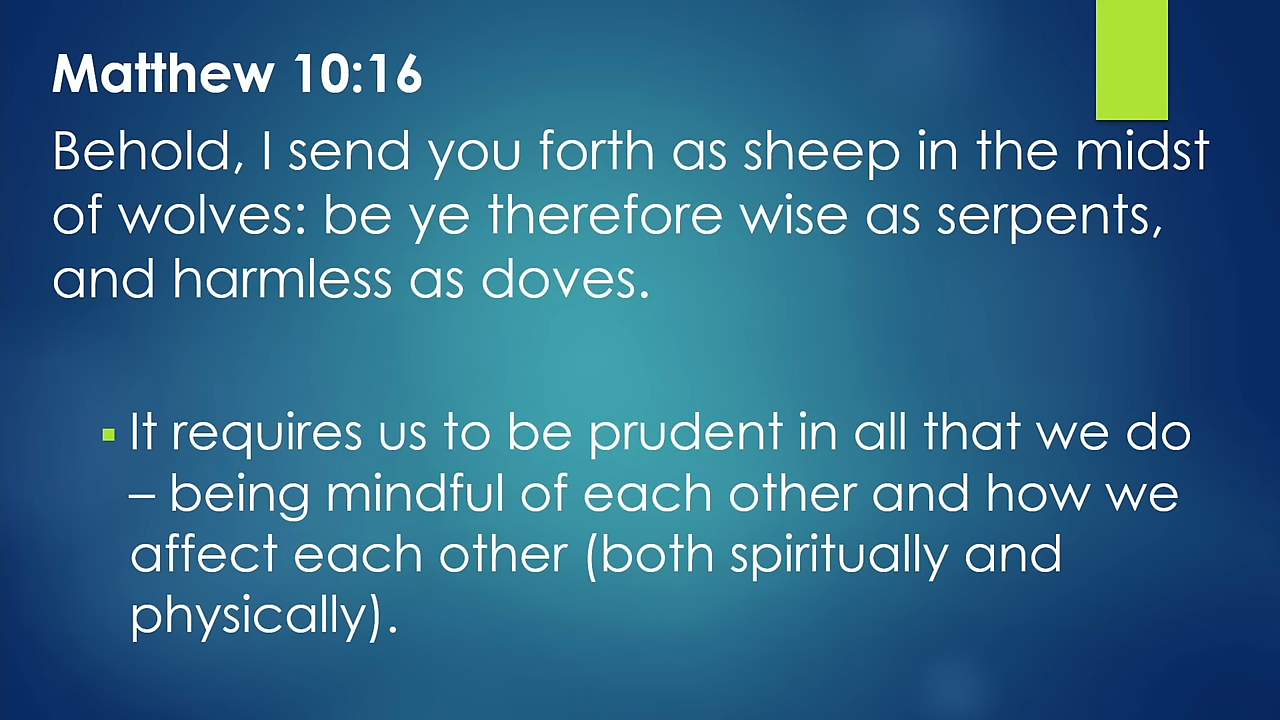 Matthew 10:16
Behold, I send you forth as sheep in the midst
of wolves: be ye therefore wise as serpents,
and harmless as doves.
▪ It requires us to be prudent in all that we do
– being mindful of each other and how we
affect each other (both spiritually and
physically).